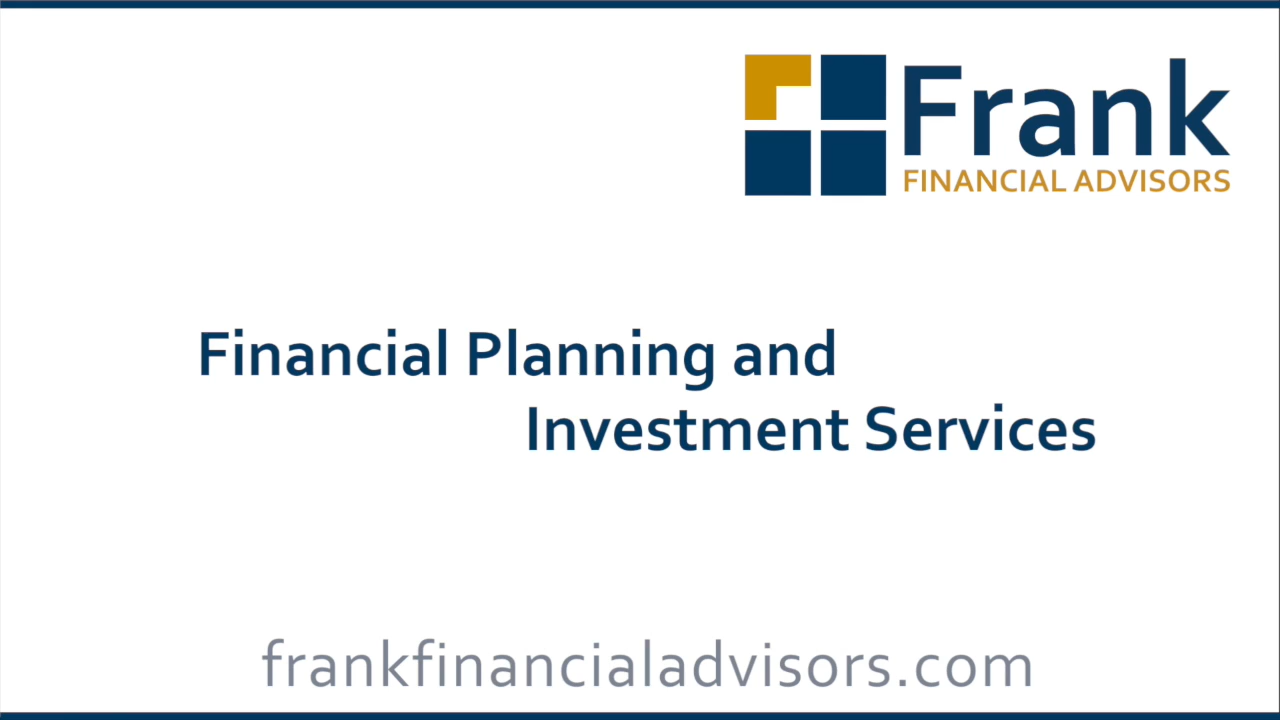 Frank
FINANCIAL ADVISORS
Financial Planning and
Investment Services
frankfinancialadvisors.com